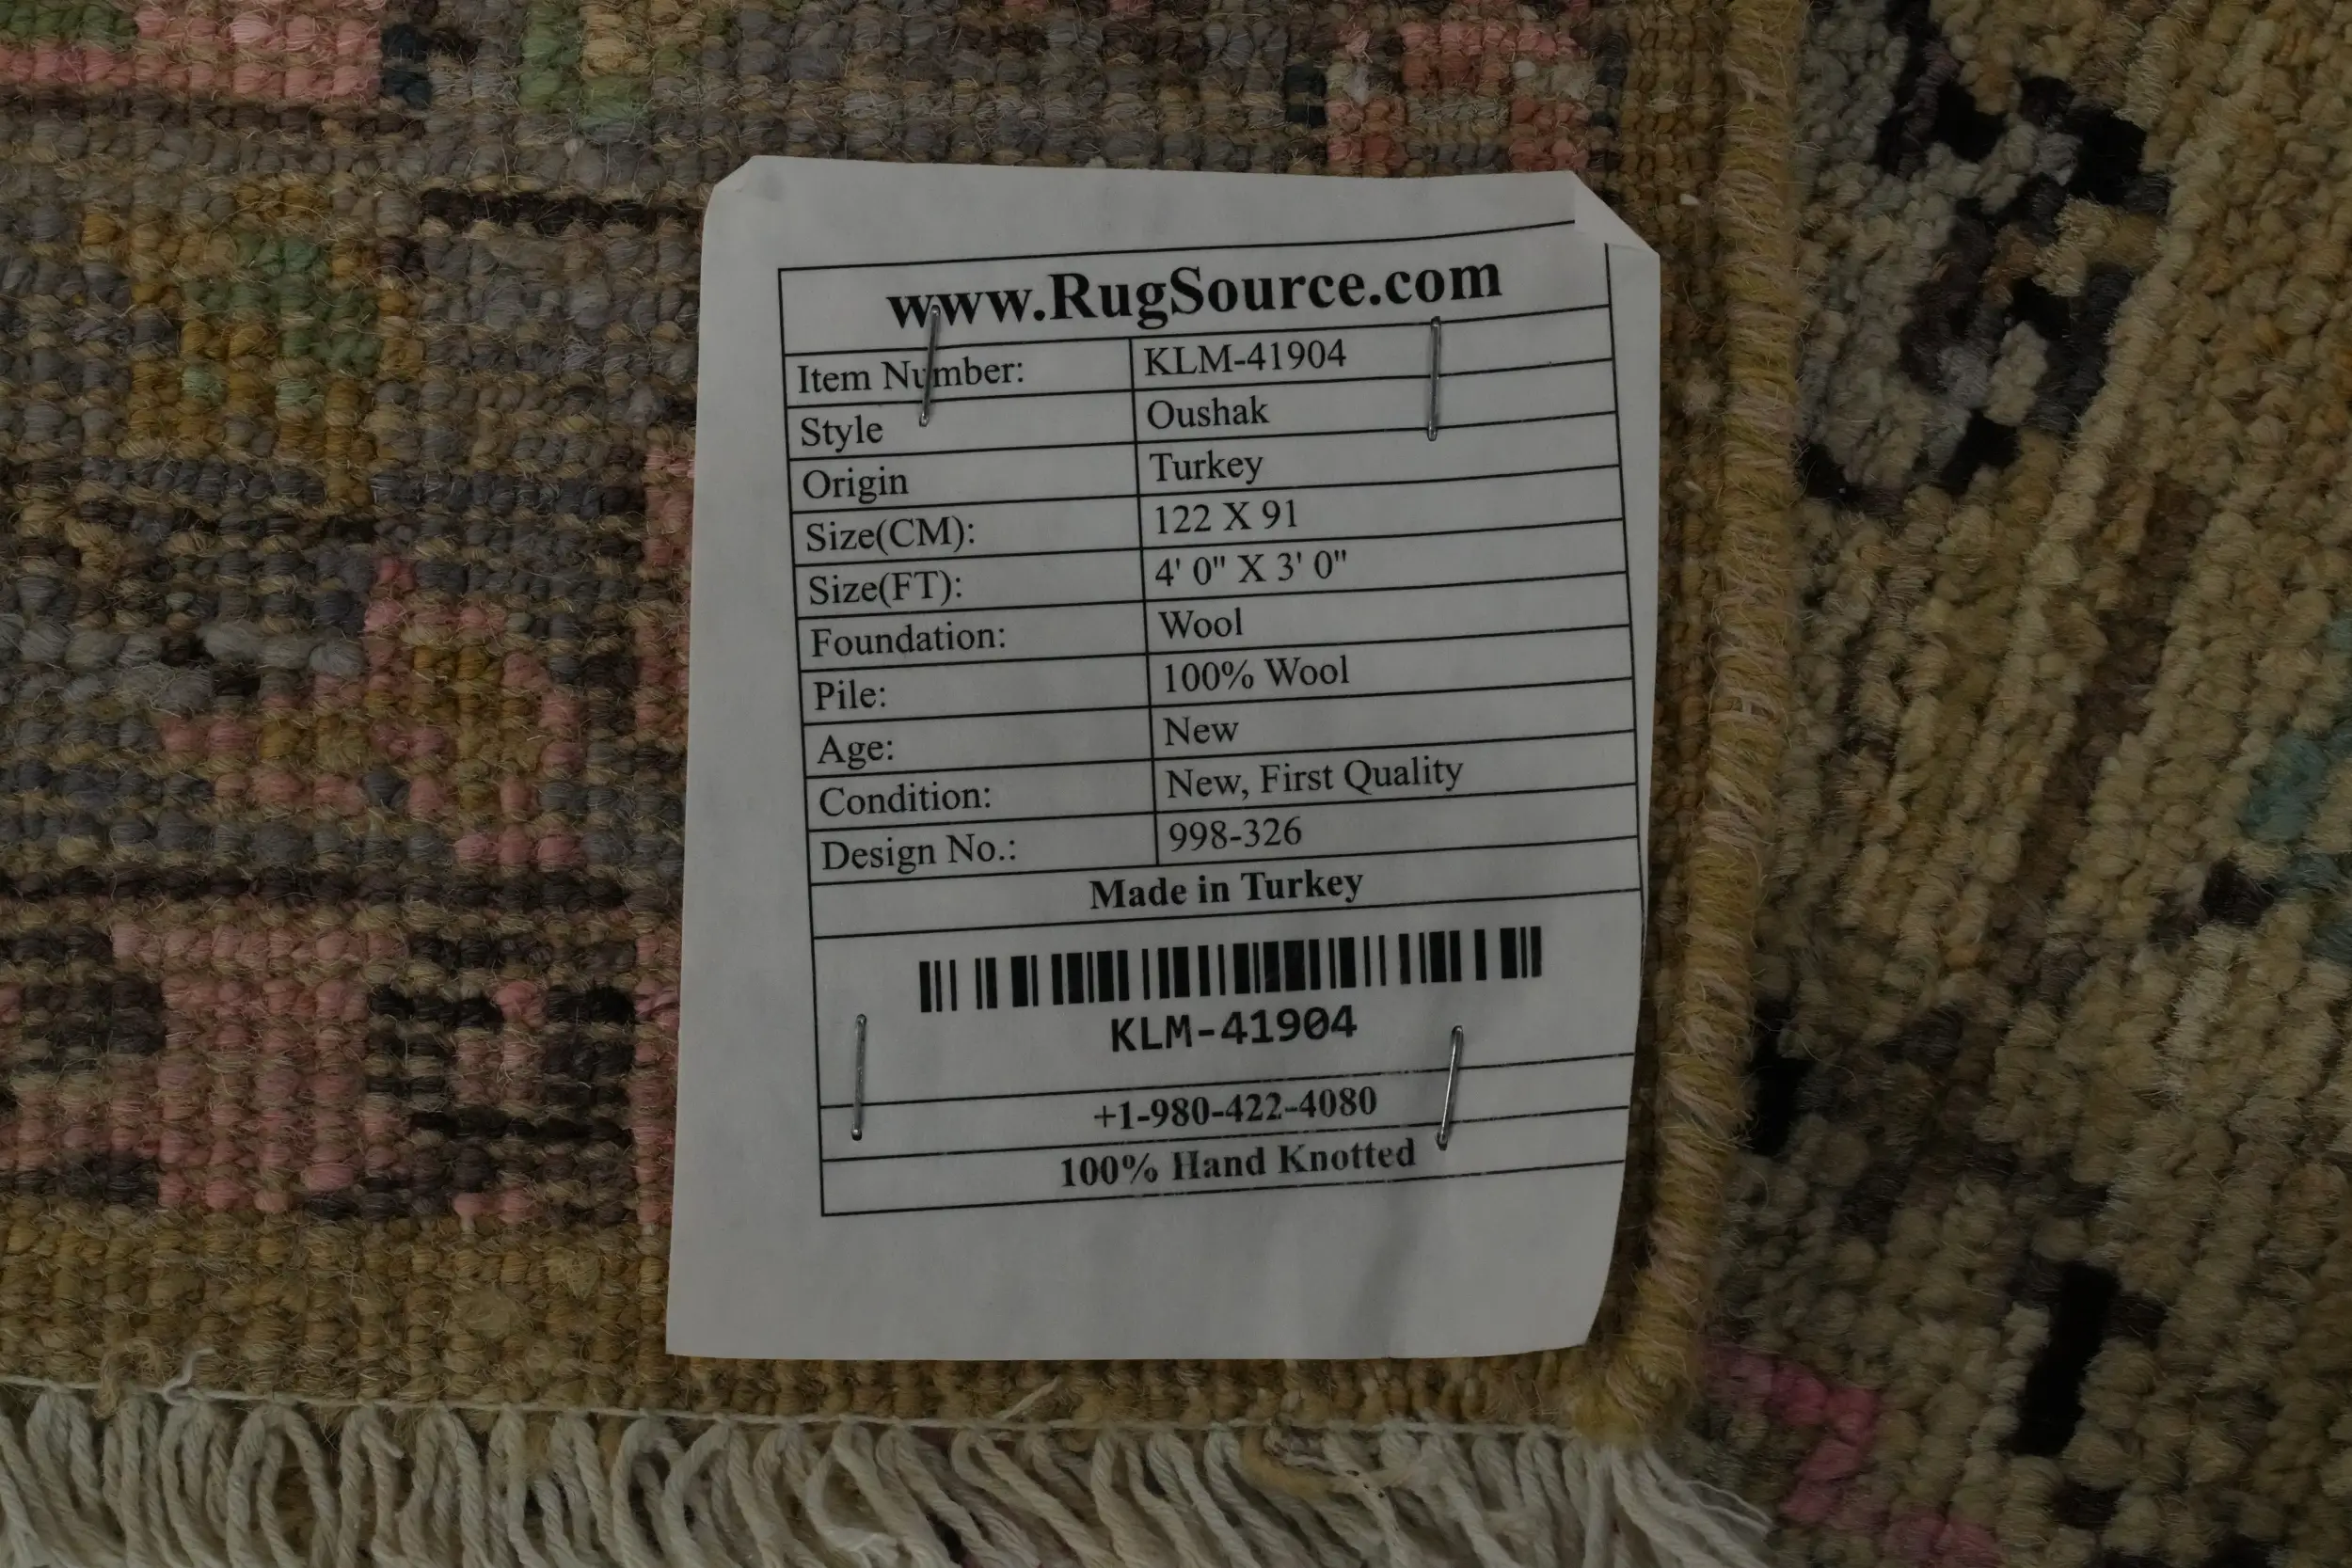 www.RugSource.com
Item Number: KLM-41904
Style Oushak
Origin Turkey
Size(CM): 122 X 91
Size(FT): 4' 0" X 3' 0"
Foundation: Wool
Pile: 100% Wool
Age: New
Condition: New, First Quality
Design No.: 998-326
Made in Turkey
KLM-41904
+1-980-422-4080
100% Hand Knotted